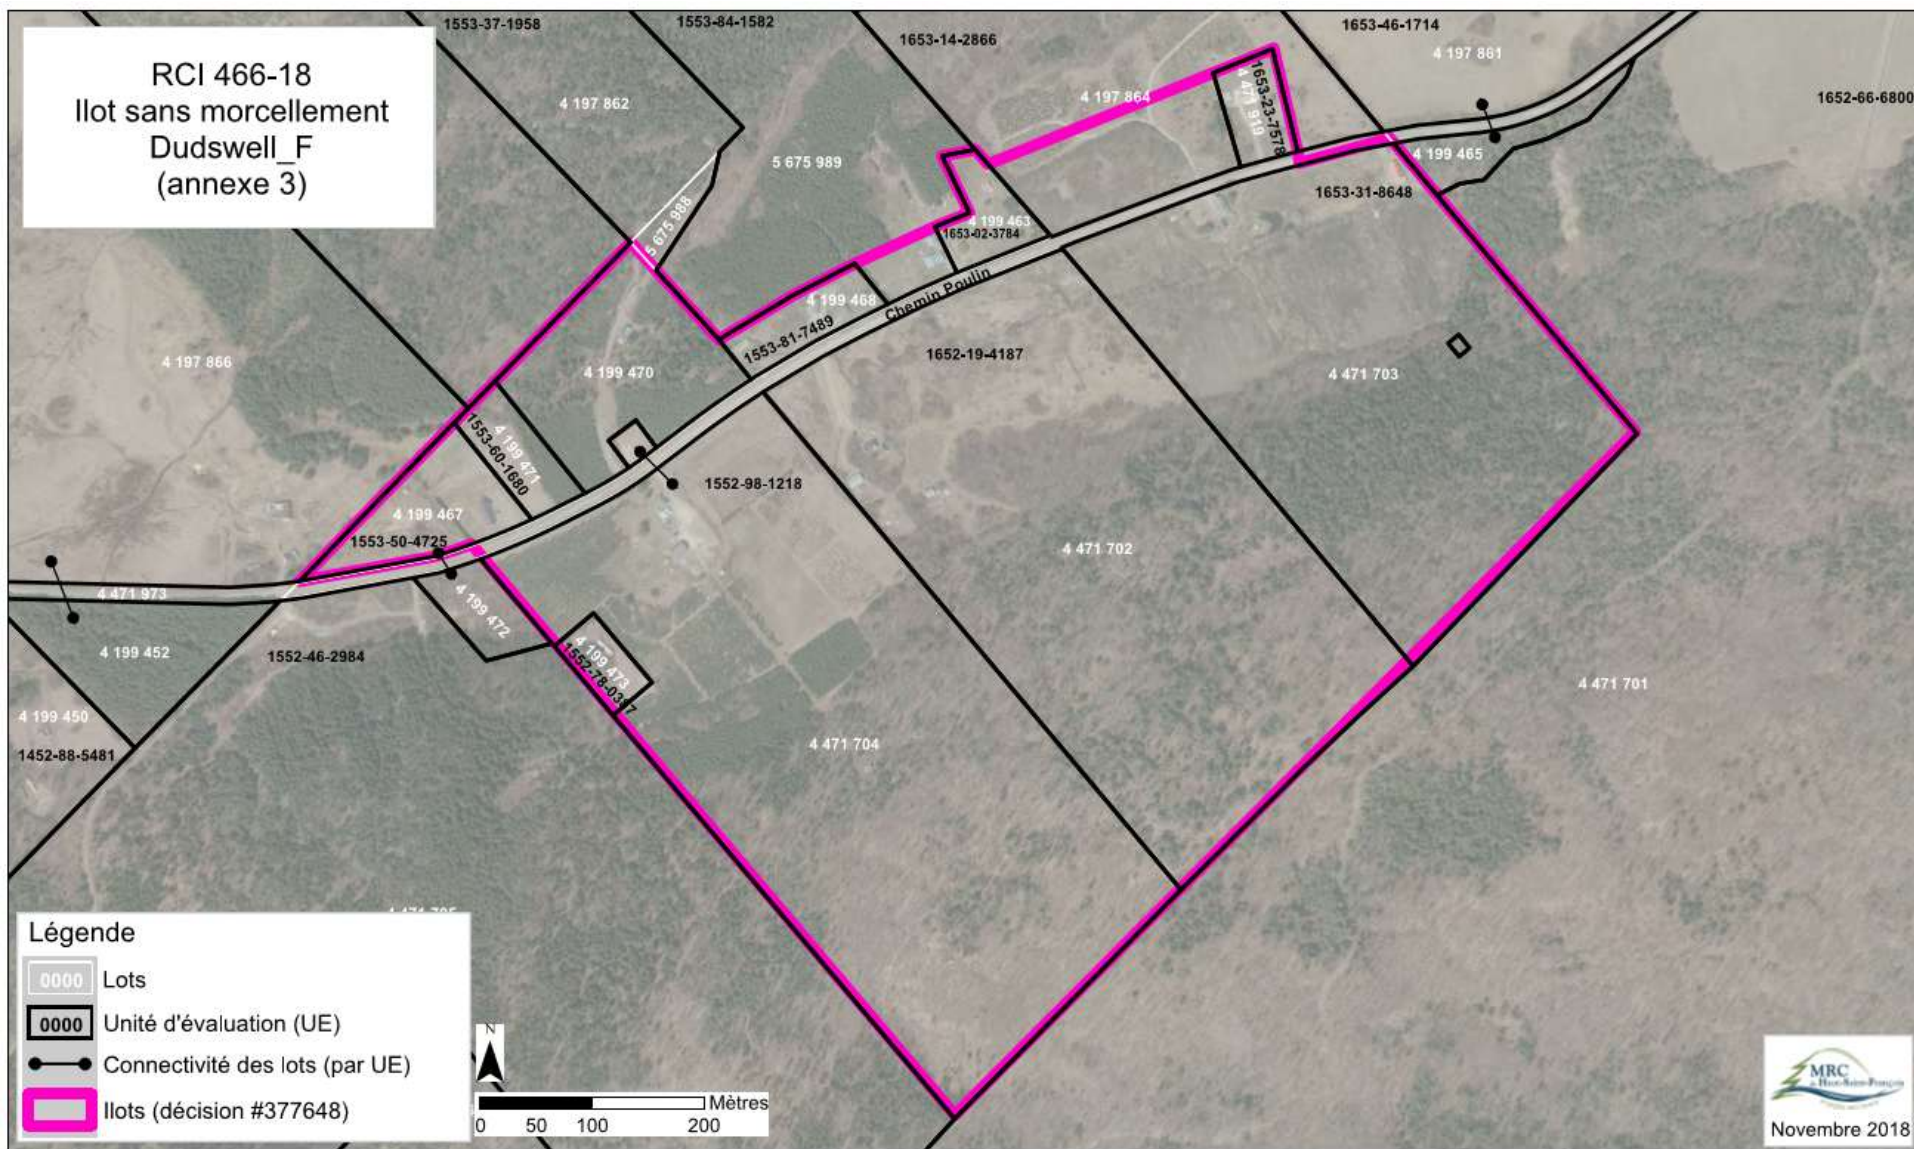 RCI 466-18
Ilot sans morcellement
Dudswell_F
(annexe 3)
1553-37-1958
1553-84-1582
1653-14-2866
1653-46-1714
4 197 861
1652-66-6800
4 197 862
4 197 864
4 471 919
1653-23-7578
5 675 989
4 199 465
1653-31-8648
5 675 988
4 199 463
1653-02-3784
Chemin Poulin
4 199 468
1553-81-7489
1652-19-4187
4 197 866
4 199 470
4 471 703
4 199 471
1553-60-1680
1552-98-1218
4 199 467
1553-50-4725
4 471 702
4 471 973
4 199 472
4 199 452
1552-46-2984
4 199 473
1552-78-0387
4 471 701
4 199 450
1452-88-5481
4 471 704
Légende
0000 Lots
0000 Unité d'évaluation (UE)
Connectivité des lots (par UE)
Ilots (décision #377648)
N
Mètres
0 50 100 200
MRC
du Haut-Saint-François
Novembre 2018